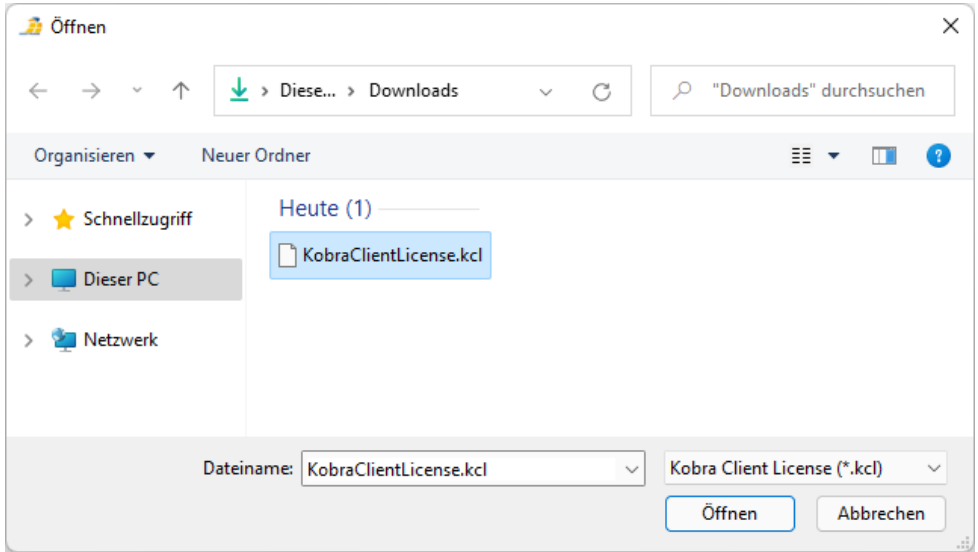 Öffnen
Diese... Downloads
"Downloads" durchsuchen
Organisieren
Neuer Ordner
?
Schnellzugriff
Heute (1)
KobraClientLicense.kcl
Dieser PC
Netzwerk
Dateiname: KobraClientLicense.kcl
Kobra Client License (*.kcl)
Öffnen
Abbrechen